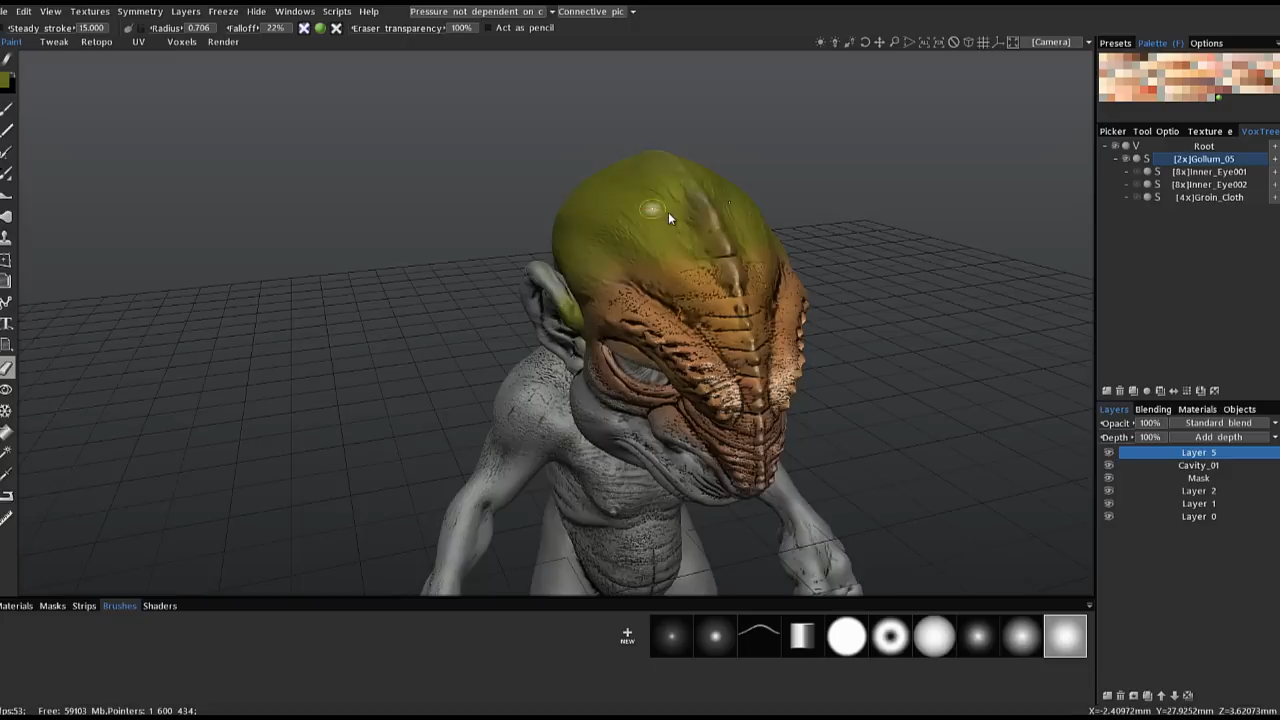 le Edit View Textures Symmetry Layers Freeze Hide Windows Scripts Help Pressure not dependent on c Connective pic
Steady stroke 15.000 Radius 0.706 Falloff 22% Eraser transparency 100% Act as pencil
Paint Tweak Retopo UV Voxels Render [Camera]
Presets Palette (F) Options
Picker Tool Optio Texture e VoxTree
V Root
S [2x]Gollum_05
S [8x]Inner_Eye001
S [8x]Inner_Eye002
S [4x]Groin_Cloth
Layers Blending Materials Objects
Opacit 100% Standard blend
Depth 100% Add depth
Layer 5
Cavity_01
Mask
Layer 2
Layer 1
Layer 0
aterials Masks Strips Brushes Shaders
NEW
fps:53; Free: 59103 Mb,Pointers: 1 600 434; X=-2.40972mm Y=27.9252mm Z=3.62073mm